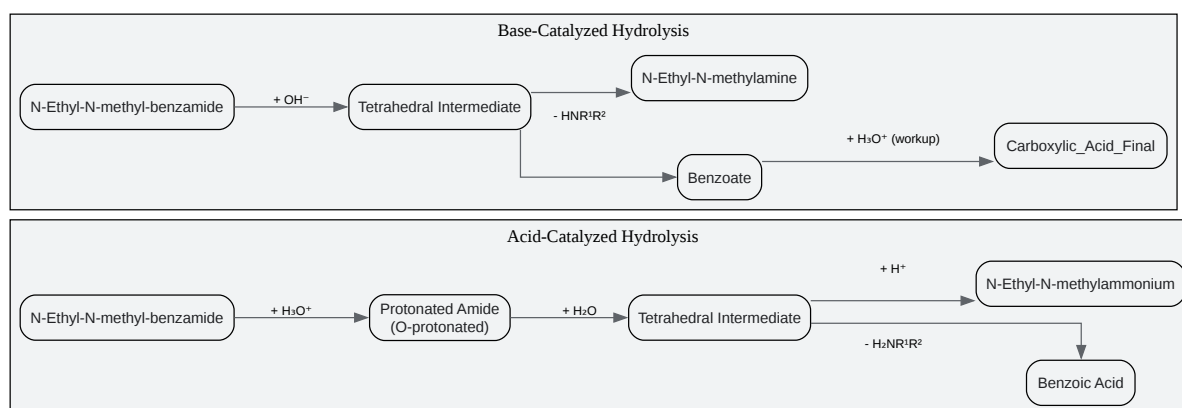 Base-Catalyzed Hydrolysis
N-Ethyl-N-methyl-benzamide
+ OH⁻
Tetrahedral Intermediate
- HNR¹R²
N-Ethyl-N-methylamine
Benzoate
+ H₃O⁺ (workup)
Carboxylic_Acid_Final
Acid-Catalyzed Hydrolysis
N-Ethyl-N-methyl-benzamide
+ H₃O⁺
Protonated Amide
(O-protonated)
+ H₂O
Tetrahedral Intermediate
+ H⁺
- H₂NR¹R²
N-Ethyl-N-methylammonium
Benzoic Acid